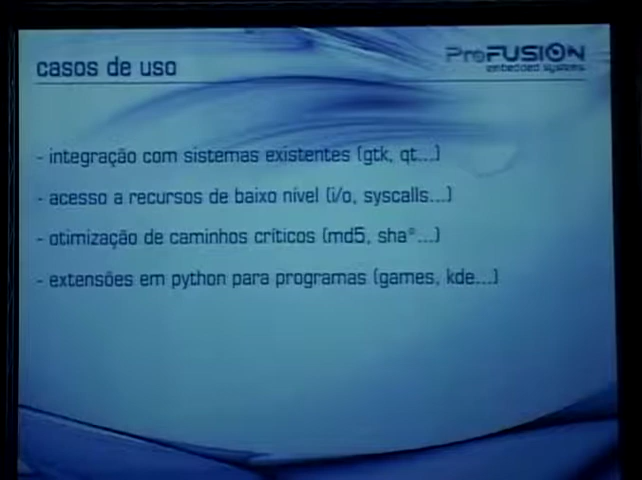 casos de uso
ProFUSION
embedded systems
- integração com sistemas existentes (gtk, qt...)
- acesso a recursos de baixo nível (i/o, syscalls...)
- otimização de caminhos críticos (md5, sha*...)
- extensões em python para programas (games, kde...)